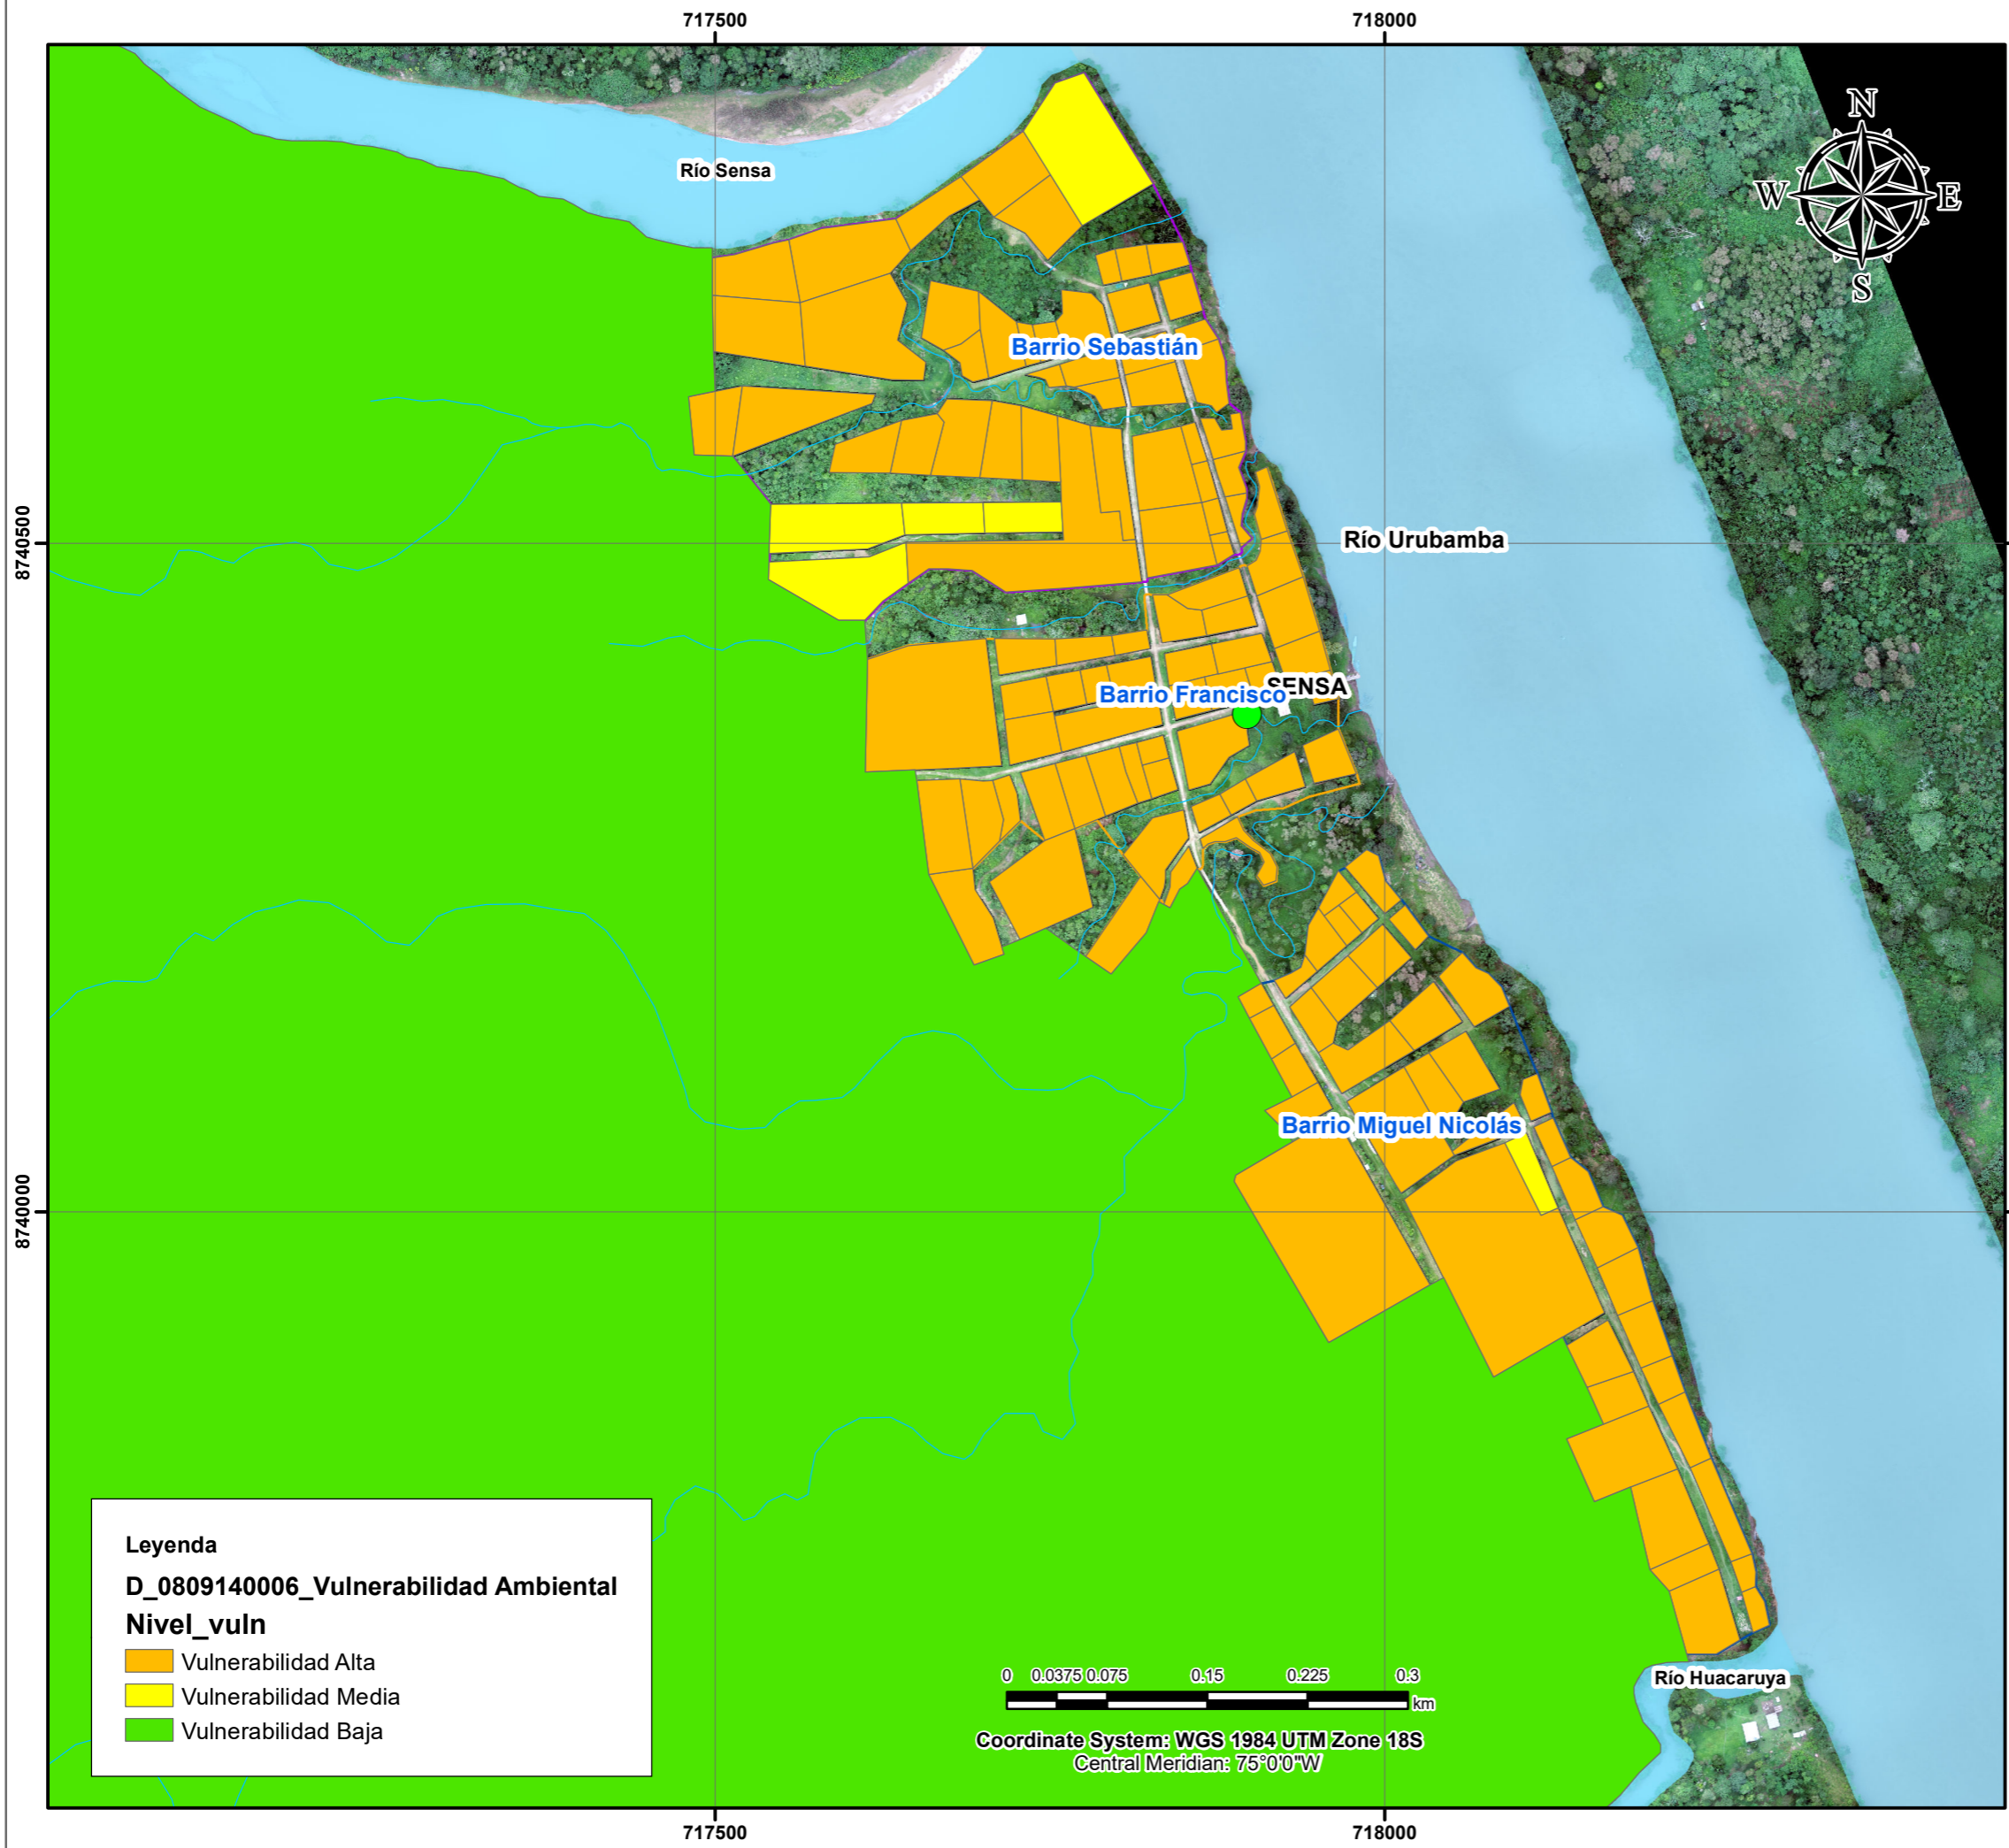 717500
718000
N
W
E
S
Río Sensa
Barrio Sebastián
8740500
Río Urubamba
SENSA
Barrio Francisco
Barrio Miguel Nicolás
8740000
Leyenda
D_0809140006_Vulnerabilidad Ambiental
Nivel_vuln
Vulnerabilidad Alta
Vulnerabilidad Media
Vulnerabilidad Baja
0 0.0375 0.075 0.15 0.225 0.3
km
Río Huacaruya
Coordinate System: WGS 1984 UTM Zone 18S
Central Meridian: 75°0'0"W
717500
718000